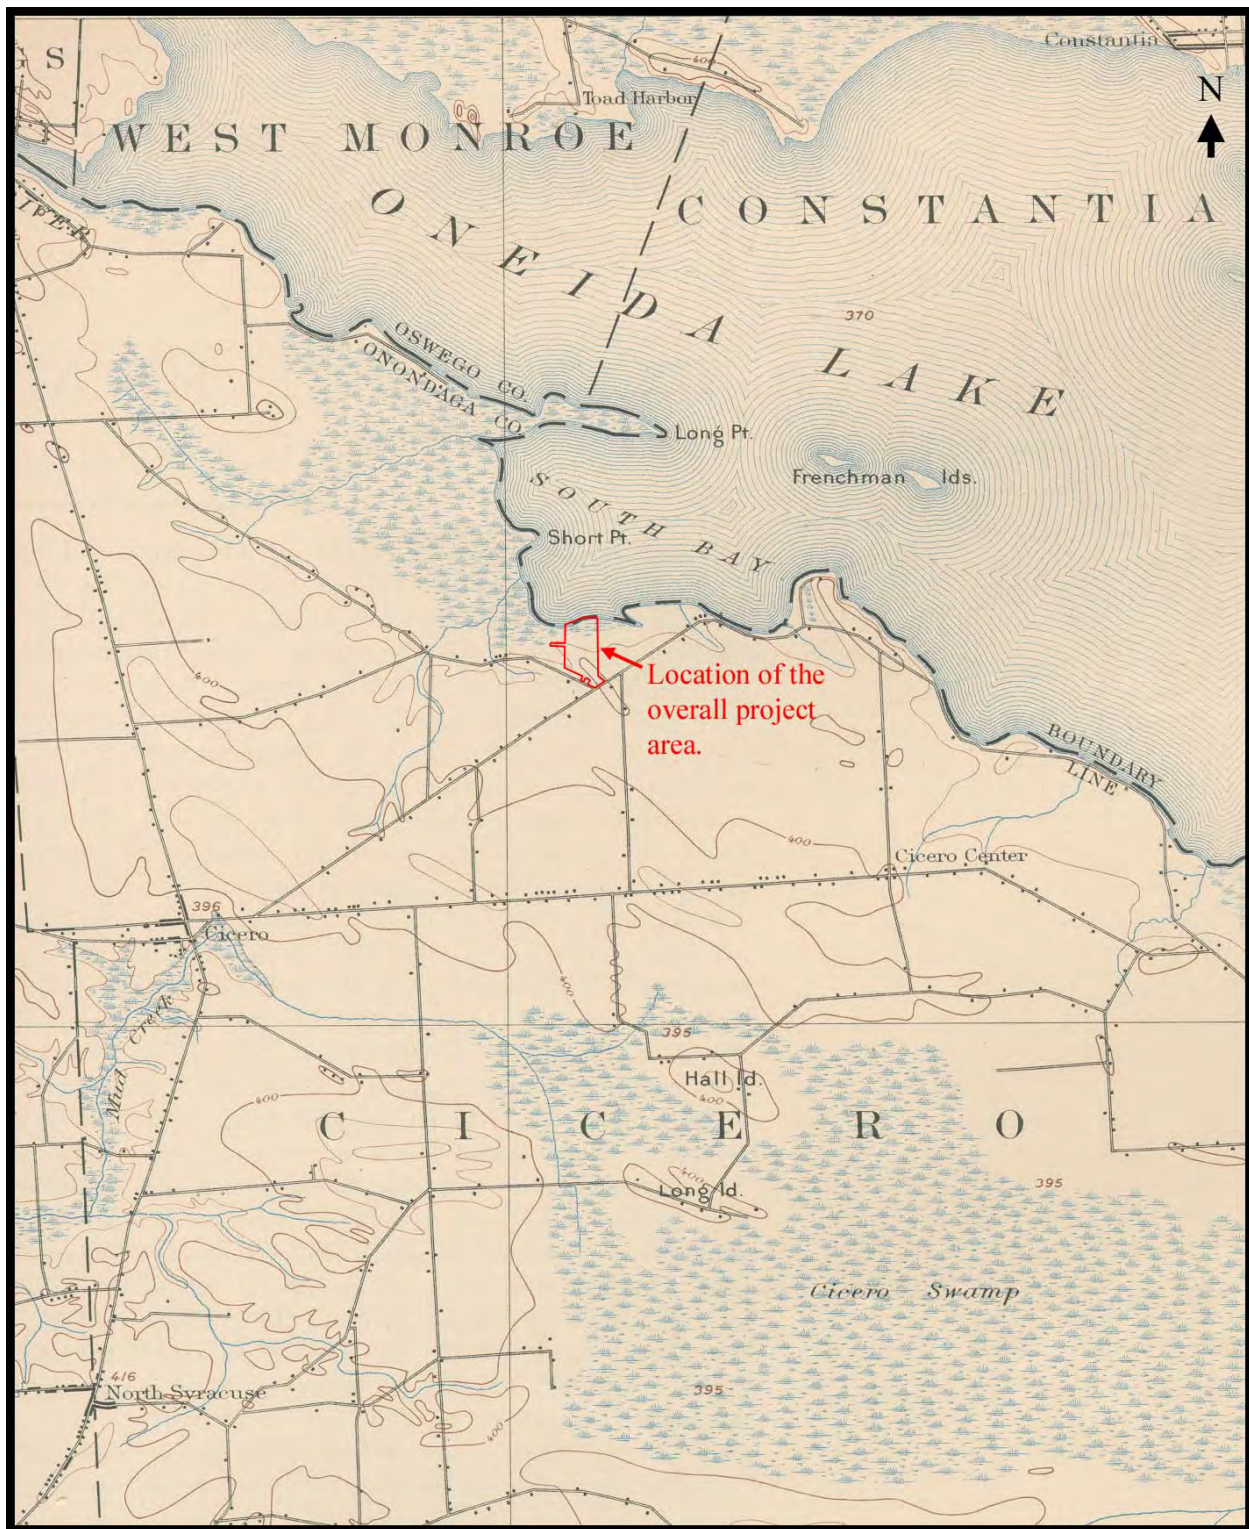 G S
Constantia
400
N
Toad Harbor
WEST MONROE
CONSTANTIA
ONEIDA LAKE
370
OSWEGO CO.
ONONDAGA CO.
Long Pt.
Frenchman Ids.
SOUTH BAY
Short Pt.
400
Location of the
overall project
area.
BOUNDARY
LINE
400
Cicero Center
396
Cicero
400
400
Mud Creek
395
Hall Id.
400
400
CICERO
400
Long Id.
395
Cicero Swamp
416
North Syracuse
395
400